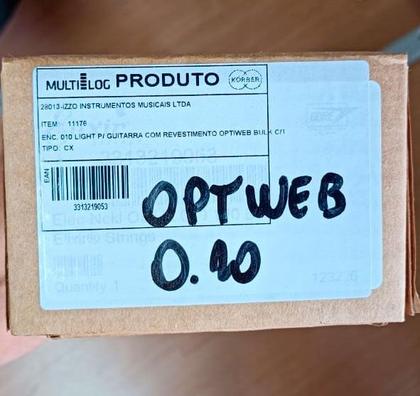 MULTILOG PRODUTO KÖRBER
28013-IZZO INSTRUMENTOS MUSICAIS LTDA
ITEM: 11176
ENC. 010 LIGHT P/ GUITARRA COM REVESTIMENTO OPTIWEB BULK C/1
TIPO: CX
EAN
3313219053
OPTWEB
0.10
Strings
Quantity 1